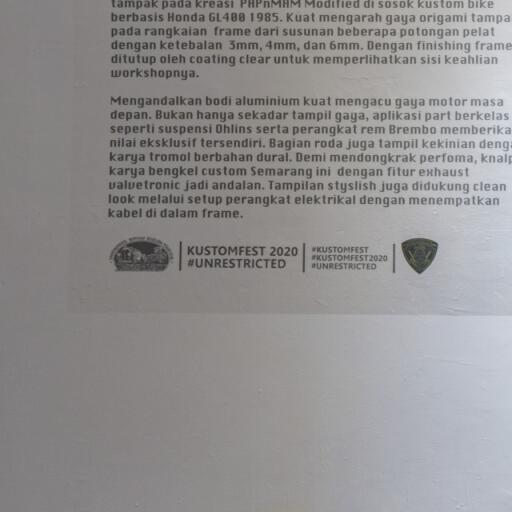 tampak pada kreasi PAPnMAM Modified di sosok kustom bike
berbasis Honda GL400 1985. Kuat mengarah gaya origami tampa
pada rangkaian frame dari susunan beberapa potongan pelat
dengan ketebalan 3mm, 4mm, dan 6mm. Dengan finishing frame
ditutup oleh coating clear untuk memperlihatkan sisi keahlian
workshopnya.
Mengandalkan bodi aluminium kuat mengacu gaya motor masa
depan. Bukan hanya sekadar tampil gaya, aplikasi part berkelas
seperti suspensi Ohlins serta perangkat rem Brembo memberika
nilai eksklusif tersendiri. Bagian roda juga tampil kekinian denga
karya tromol berbahan dural. Demi mendongkrak perfoma, knalp
karya bengkel custom Semarang ini dengan fitur exhaust
valvetronic jadi andalan. Tampilan styslish juga didukung clean
look melalui setup perangkat elektrikal dengan menempatkan
kabel di dalam frame.
KUSTOMFEST 2020
#UNRESTRICTED
#KUSTOMFEST
#KUSTOMFEST2020
#UNRESTRICTED